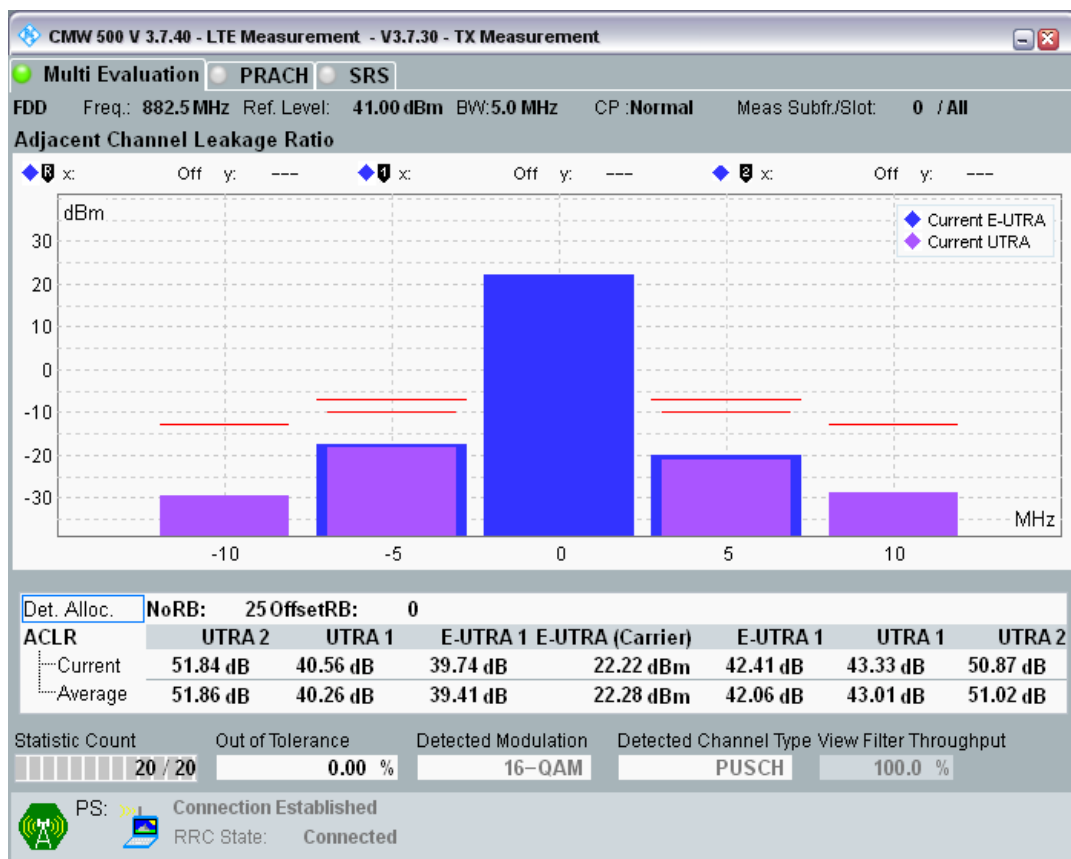 CMW 500 V 3.7.40 - LTE Measurement - V3.7.30 - TX Measurement
Multi Evaluation PRACH SRS
FDD Freq.: 882.5 MHz Ref. Level: 41.00 dBm BW:5.0 MHz CP :Normal Meas Subfr./Slot: 0 / All
Adjacent Channel Leakage Ratio
R x: Off y: --- 1 x: Off y: --- 2 x: Off y: ---
dBm
Current E-UTRA
Current UTRA
30
20
10
0
-10
-20
-30
MHz
-10 -5 0 5 10
Det. Alloc. NoRB: 25 OffsetRB: 0
ACLR UTRA 2 UTRA 1 E-UTRA 1 E-UTRA (Carrier) E-UTRA 1 UTRA 1 UTRA 2
Current 51.84 dB 40.56 dB 39.74 dB 22.22 dBm 42.41 dB 43.33 dB 50.87 dB
Average 51.86 dB 40.26 dB 39.41 dB 22.28 dBm 42.06 dB 43.01 dB 51.02 dB
Statistic Count Out of Tolerance Detected Modulation Detected Channel Type View Filter Throughput
20 / 20 0.00 % 16-QAM PUSCH 100.0 %
PS: Connection Established
RRC State: Connected